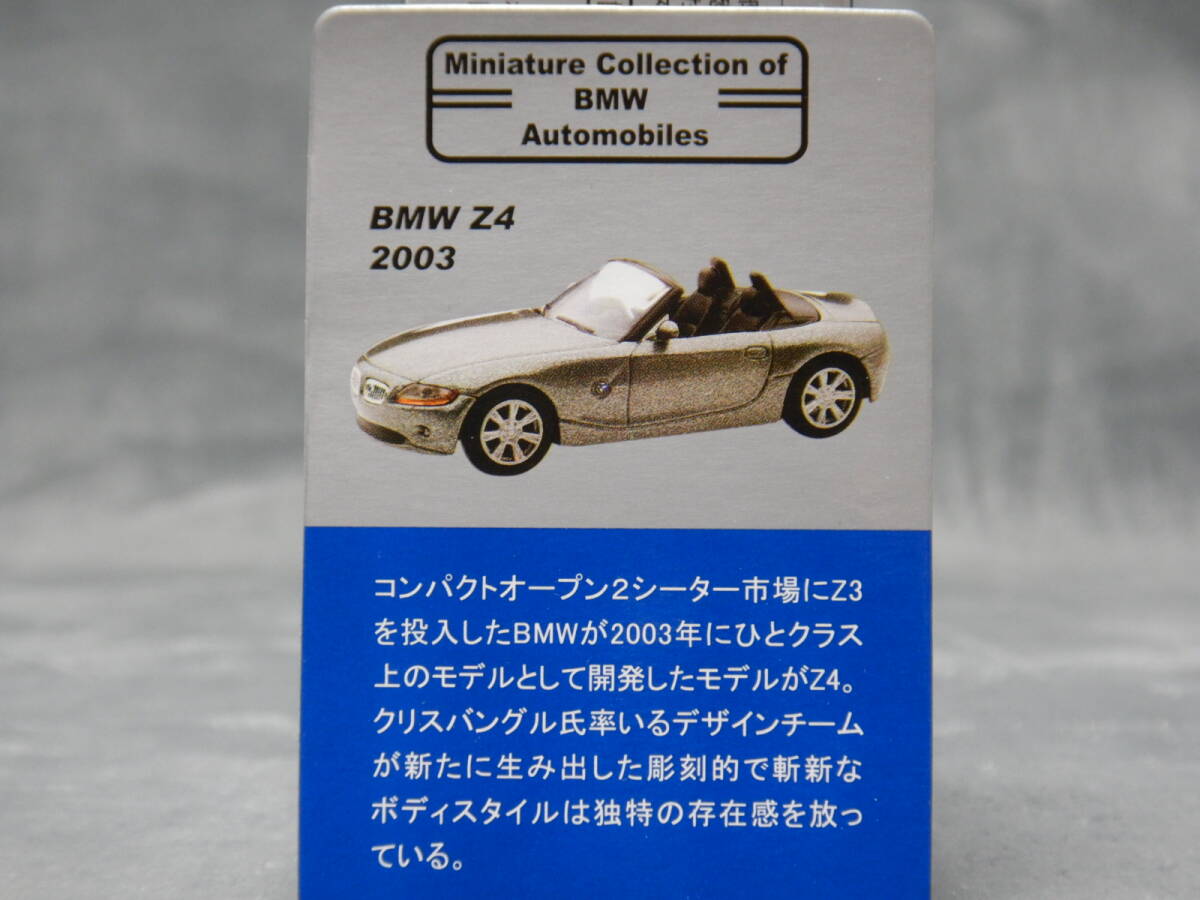 Miniature Collection of
BMW
Automobiles
BMW Z4
2003
コンパクトオープン2シーター市場にZ3
を投入したBMWが2003年にひとクラス
上のモデルとして開発したモデルがZ4。
クリスバングル氏率いるデザインチーム
が新たに生み出した彫刻的で斬新な
ボディスタイルは独特の存在感を放っ
ている。